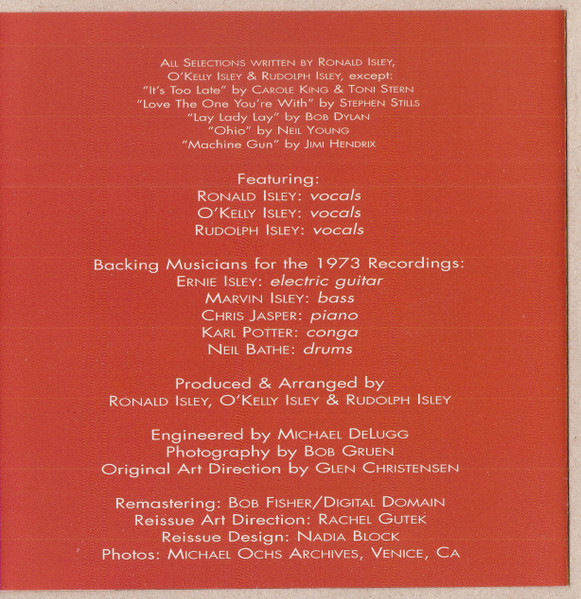 All Selections written by Ronald Isley,
O'Kelly Isley & Rudolph Isley, except:
"It's Too Late" by Carole King & Toni Stern
"Love The One You're With" by Stephen Stills
"Lay Lady Lay" by Bob Dylan
"Ohio" by Neil Young
"Machine Gun" by Jimi Hendrix
Featuring:
Ronald Isley: vocals
O'Kelly Isley: vocals
Rudolph Isley: vocals
Backing Musicians for the 1973 Recordings:
Ernie Isley: electric guitar
Marvin Isley: bass
Chris Jasper: piano
Karl Potter: conga
Neil Bathe: drums
Produced & Arranged by
Ronald Isley, O'Kelly Isley & Rudolph Isley
Engineered by Michael DeLugg
Photography by Bob Gruen
Original Art Direction by Glen Christensen
Remastering: Bob Fisher/Digital Domain
Reissue Art Direction: Rachel Gutek
Reissue Design: Nadia Block
Photos: Michael Ochs Archives, Venice, Ca